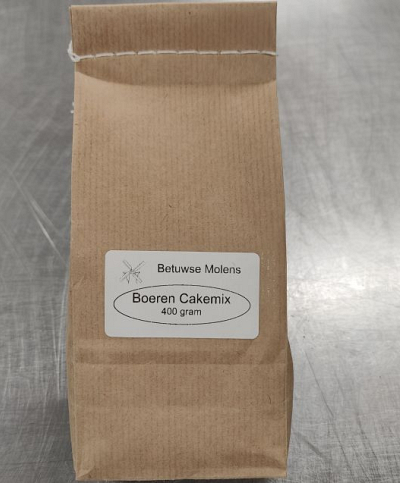 Betuwse Molens
Boeren Cakemix
400 gram